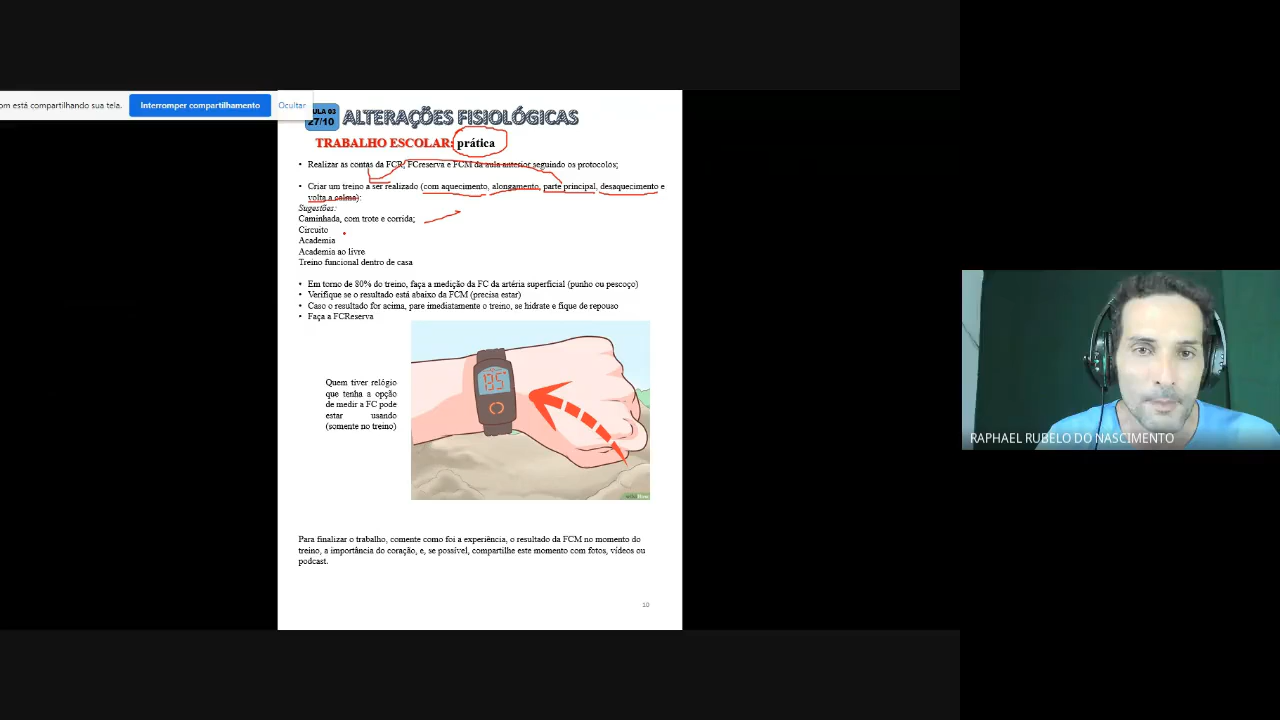 om está compartilhando sua tela.
Interromper compartilhamento
Ocultar
AULA 03
27/10
ALTERAÇÕES FISIOLÓGICAS
TRABALHO ESCOLAR: prática
• Realizar as contas da FCR, FCreserva e FCM da aula anterior seguindo os protocolos;
• Criar um treino a ser realizado (com aquecimento, alongamento, parte principal, desaquecimento e
volta a calma):
Sugestões:
Caminhada, com trote e corrida;
Circuito
Academia
Academia ao livre
Treino funcional dentro de casa
• Em torno de 80% do treino, faça a medição da FC da artéria superficial (punho ou pescoço)
• Verifique se o resultado está abaixo da FCM (precisa estar)
• Caso o resultado for acima, pare imediatamente o treino, se hidrate e fique de repouso
• Faça a FCReserva
Quem tiver relógio
que tenha a opção
de medir a FC pode
estar usando
(somente no treino)
195
wikiHow
Para finalizar o trabalho, comente como foi a experiência, o resultado da FCM no momento do
treino, a importância do coração, e, se possível, compartilhe este momento com fotos, vídeos ou
podcast.
10
RAPHAEL RUBELO DO NASCIMENTO